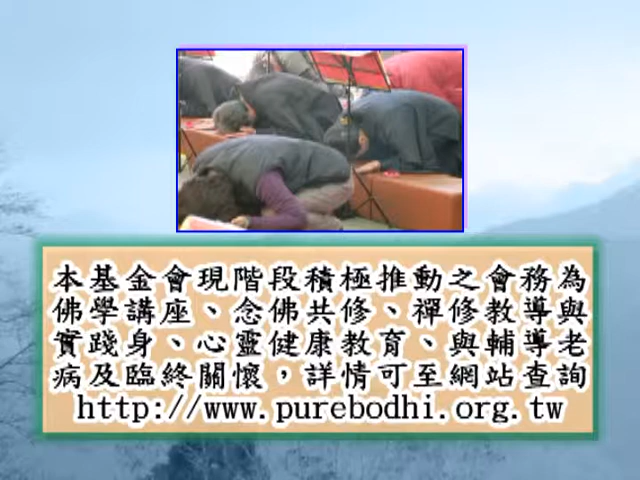 本基金會現階段積極推動之會務為
佛學講座、念佛共修、禪修教導與
實踐身、心靈健康教育、與輔導老
病及臨終關懷，詳情可至網站查詢
http://www.purebodhi.org.tw